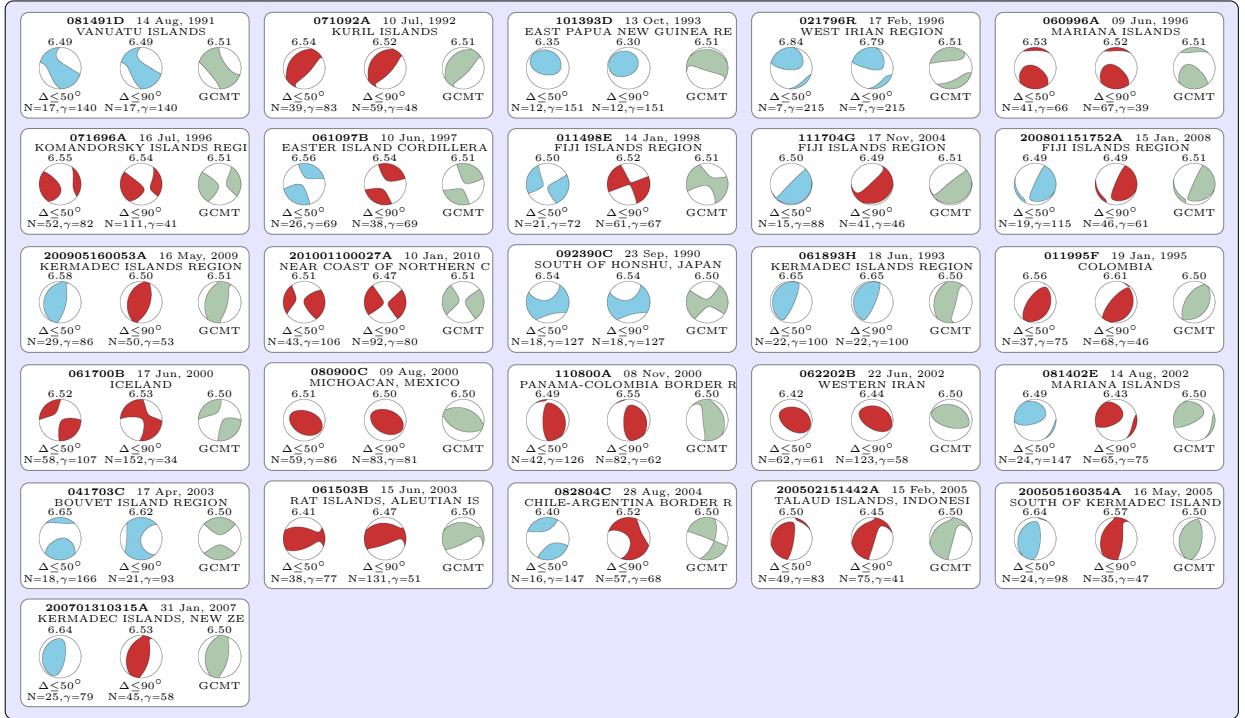 081491D 14 Aug, 1991
VANUATU ISLANDS
6.49 6.49 6.51
Δ≤50° Δ≤90° GCMT
N=17,γ=140 N=17,γ=140
071092A 10 Jul, 1992
KURIL ISLANDS
6.54 6.52 6.51
Δ≤50° Δ≤90° GCMT
N=39,γ=83 N=59,γ=48
101393D 13 Oct, 1993
EAST PAPUA NEW GUINEA RE
6.35 6.30 6.51
Δ≤50° Δ≤90° GCMT
N=12,γ=151 N=12,γ=151
021796R 17 Feb, 1996
WEST IRIAN REGION
6.84 6.79 6.51
Δ≤50° Δ≤90° GCMT
N=7,γ=215 N=7,γ=215
060996A 09 Jun, 1996
MARIANA ISLANDS
6.53 6.52 6.51
Δ≤50° Δ≤90° GCMT
N=41,γ=66 N=67,γ=39
071696A 16 Jul, 1996
KOMANDORSKY ISLANDS REGI
6.55 6.54 6.51
Δ≤50° Δ≤90° GCMT
N=52,γ=82 N=111,γ=41
061097B 10 Jun, 1997
EASTER ISLAND CORDILLERA
6.56 6.54 6.51
Δ≤50° Δ≤90° GCMT
N=26,γ=69 N=38,γ=69
011498E 14 Jan, 1998
FIJI ISLANDS REGION
6.50 6.52 6.51
Δ≤50° Δ≤90° GCMT
N=21,γ=72 N=61,γ=67
111704G 17 Nov, 2004
FIJI ISLANDS REGION
6.50 6.49 6.51
Δ≤50° Δ≤90° GCMT
N=15,γ=88 N=41,γ=46
200801151752A 15 Jan, 2008
FIJI ISLANDS REGION
6.49 6.49 6.51
Δ≤50° Δ≤90° GCMT
N=19,γ=115 N=46,γ=61
200905160053A 16 May, 2009
KERMADEC ISLANDS REGION
6.58 6.50 6.51
Δ≤50° Δ≤90° GCMT
N=29,γ=86 N=50,γ=53
201001100027A 10 Jan, 2010
NEAR COAST OF NORTHERN C
6.51 6.47 6.51
Δ≤50° Δ≤90° GCMT
N=43,γ=106 N=92,γ=80
092390C 23 Sep, 1990
SOUTH OF HONSHU, JAPAN
6.54 6.54 6.50
Δ≤50° Δ≤90° GCMT
N=18,γ=127 N=18,γ=127
061893H 18 Jun, 1993
KERMADEC ISLANDS REGION
6.65 6.65 6.50
Δ≤50° Δ≤90° GCMT
N=22,γ=100 N=22,γ=100
011995F 19 Jan, 1995
COLOMBIA
6.56 6.61 6.50
Δ≤50° Δ≤90° GCMT
N=37,γ=75 N=68,γ=46
061700B 17 Jun, 2000
ICELAND
6.52 6.53 6.50
Δ≤50° Δ≤90° GCMT
N=58,γ=107 N=152,γ=34
080900C 09 Aug, 2000
MICHOACAN, MEXICO
6.51 6.50 6.50
Δ≤50° Δ≤90° GCMT
N=59,γ=86 N=83,γ=81
110800A 08 Nov, 2000
PANAMA-COLOMBIA BORDER R
6.49 6.55 6.50
Δ≤50° Δ≤90° GCMT
N=42,γ=126 N=82,γ=62
062202B 22 Jun, 2002
WESTERN IRAN
6.42 6.44 6.50
Δ≤50° Δ≤90° GCMT
N=62,γ=61 N=123,γ=58
081402E 14 Aug, 2002
MARIANA ISLANDS
6.49 6.43 6.50
Δ≤50° Δ≤90° GCMT
N=24,γ=147 N=65,γ=75
041703C 17 Apr, 2003
BOUVET ISLAND REGION
6.65 6.62 6.50
Δ≤50° Δ≤90° GCMT
N=18,γ=166 N=21,γ=93
061503B 15 Jun, 2003
RAT ISLANDS, ALEUTIAN IS
6.41 6.47 6.50
Δ≤50° Δ≤90° GCMT
N=38,γ=77 N=131,γ=51
082804C 28 Aug, 2004
CHILE-ARGENTINA BORDER R
6.40 6.52 6.50
Δ≤50° Δ≤90° GCMT
N=16,γ=147 N=57,γ=68
200502151442A 15 Feb, 2005
TALAUD ISLANDS, INDONESI
6.50 6.45 6.50
Δ≤50° Δ≤90° GCMT
N=49,γ=83 N=75,γ=41
200505160354A 16 May, 2005
SOUTH OF KERMADEC ISLAND
6.64 6.57 6.50
Δ≤50° Δ≤90° GCMT
N=24,γ=98 N=35,γ=47
200701310315A 31 Jan, 2007
KERMADEC ISLANDS, NEW ZE
6.64 6.53 6.50
Δ≤50° Δ≤90° GCMT
N=25,γ=79 N=45,γ=58